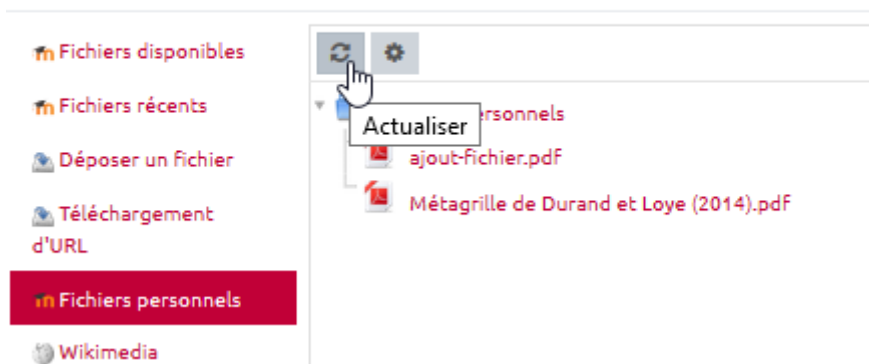 Fichiers disponibles
Fichiers récents
Déposer un fichier
Téléchargement
d'URL
Fichiers personnels
Wikimedia
Actualiser
ajout-fichier.pdf
Métagrille de Durand et Loye (2014).pdf